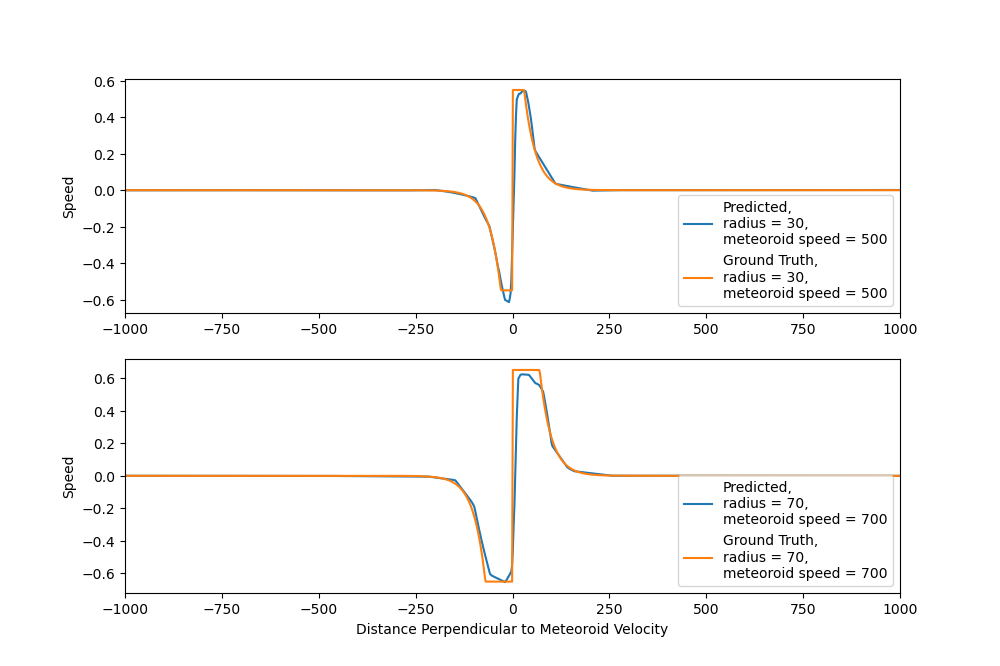 0.6
0.4
0.2
0.0
−0.2
−0.4
−0.6
Speed
Predicted,
radius = 30,
meteoroid speed = 500
Ground Truth,
radius = 30,
meteoroid speed = 500
−1000 −750 −500 −250 0 250 500 750 1000
0.6
0.4
0.2
0.0
−0.2
−0.4
−0.6
Speed
Predicted,
radius = 70,
meteoroid speed = 700
Ground Truth,
radius = 70,
meteoroid speed = 700
−1000 −750 −500 −250 0 250 500 750 1000
Distance Perpendicular to Meteoroid Velocity